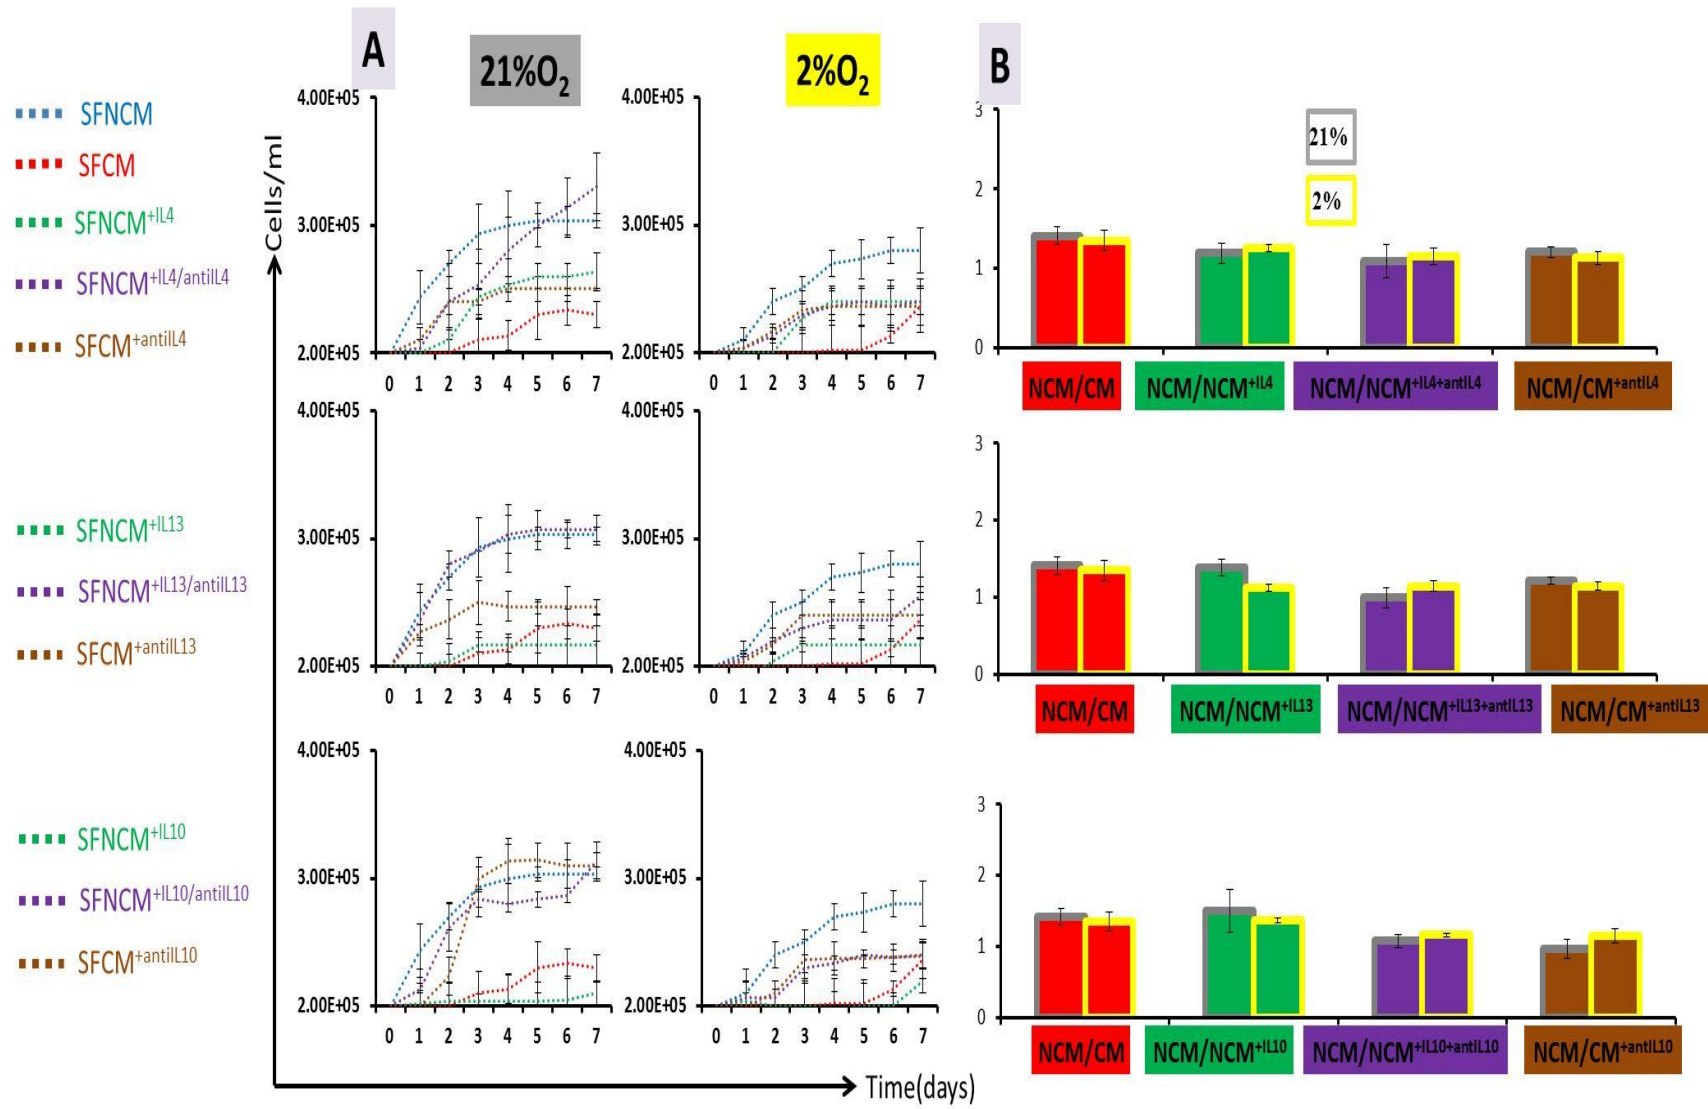 A
21%O2
2%O2
B
SFNCM
SFCM
SFNCM+IL4
SFNCM+IL4/antiIL4
SFCM+antiIL4
Cells/ml
4.00E+05
3.00E+05
2.00E+05
0 1 2 3 4 5 6 7
4.00E+05
3.00E+05
2.00E+05
0 1 2 3 4 5 6 7
3
2
1
0
21%
2%
NCM/CM
NCM/NCM+IL4
NCM/NCM+IL4+antiIL4
NCM/CM+antiIL4
SFNCM+IL13
SFNCM+IL13/antiIL13
SFCM+antiIL13
4.00E+05
3.00E+05
2.00E+05
0 1 2 3 4 5 6 7
4.00E+05
3.00E+05
2.00E+05
0 1 2 3 4 5 6 7
3
2
1
0
NCM/CM
NCM/NCM+IL13
NCM/NCM+IL13+antiIL13
NCM/CM+antiIL13
SFNCM+IL10
SFNCM+IL10/antiIL10
SFCM+antiIL10
4.00E+05
3.00E+05
2.00E+05
0 1 2 3 4 5 6 7
4.00E+05
3.00E+05
2.00E+05
0 1 2 3 4 5 6 7
3
2
1
0
NCM/CM
NCM/NCM+IL10
NCM/NCM+IL10+antiIL10
NCM/CM+antiIL10
Time(days)